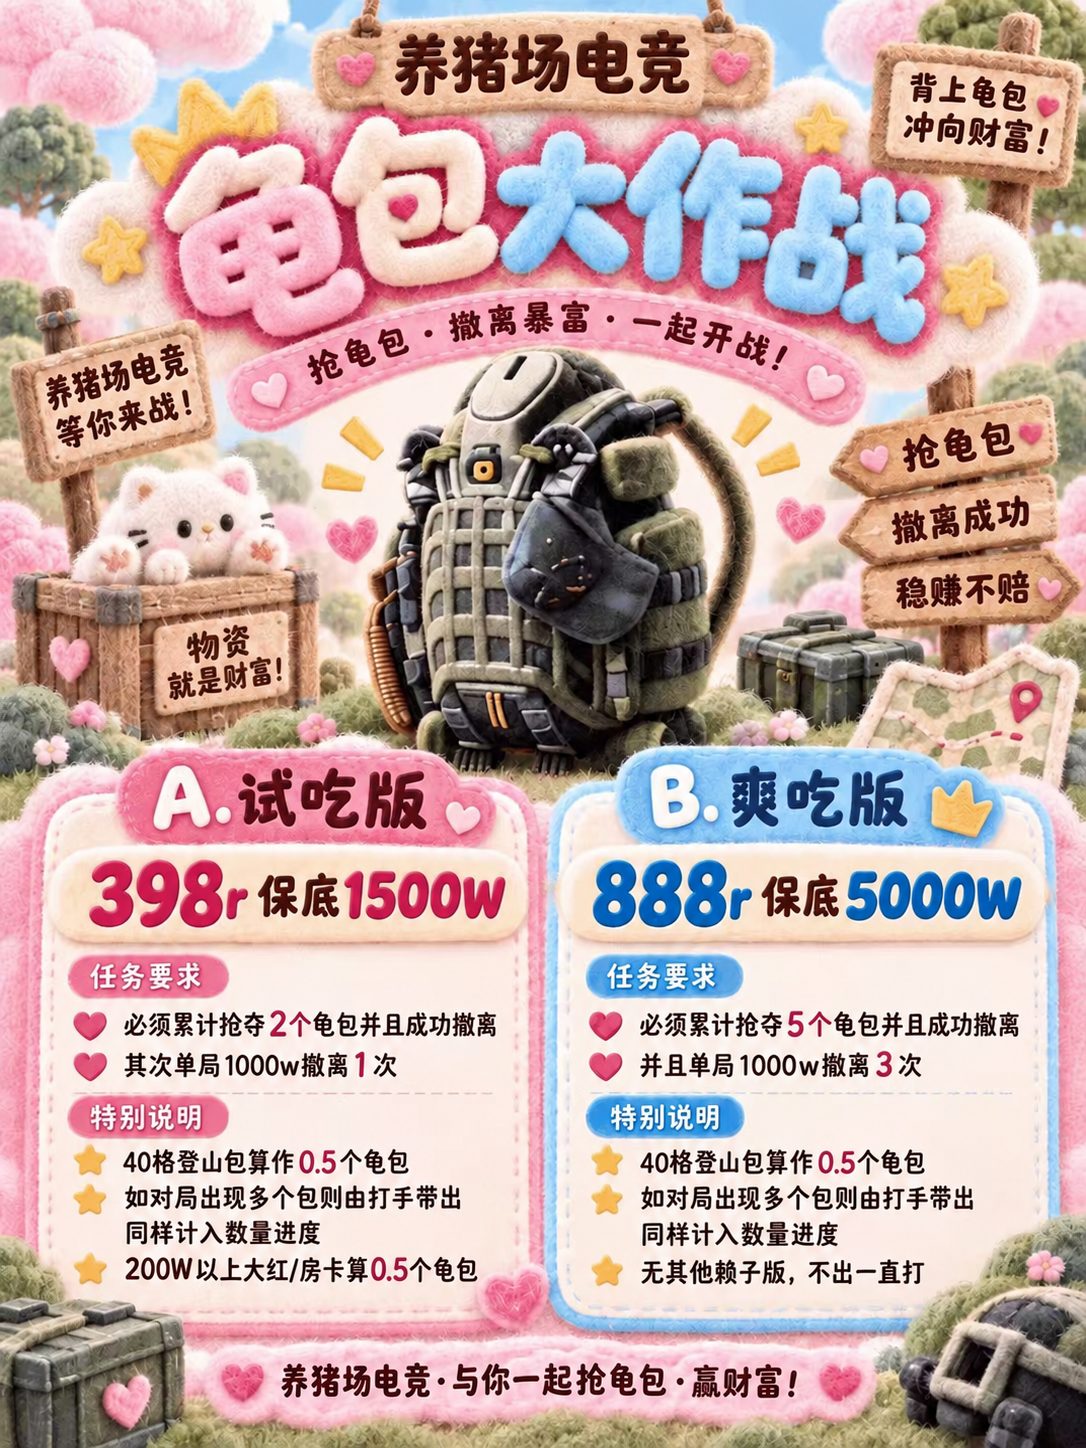 养猪场电竞
背上龟包
冲向财富！
龟包大作战
抢龟包·撤离暴富·一起开战！
养猪场电竞
等你来战！
抢龟包
撤离成功
稳赚不赔
物资
就是财富！
A.试吃版
398r 保底1500W
任务要求
必须累计抢夺2个龟包并且成功撤离
其次单局1000w撤离1次
特别说明
40格登山包算作0.5个龟包
如对局出现多个包则由打手带出
同样计入数量进度
200W以上大红/房卡算0.5个龟包
B.爽吃版
888r 保底5000W
任务要求
必须累计抢夺5个龟包并且成功撤离
并且单局1000w撤离3次
特别说明
40格登山包算作0.5个龟包
如对局出现多个包则由打手带出
同样计入数量进度
无其他赖子版，不出一直打
养猪场电竞·与你一起抢龟包·赢财富！